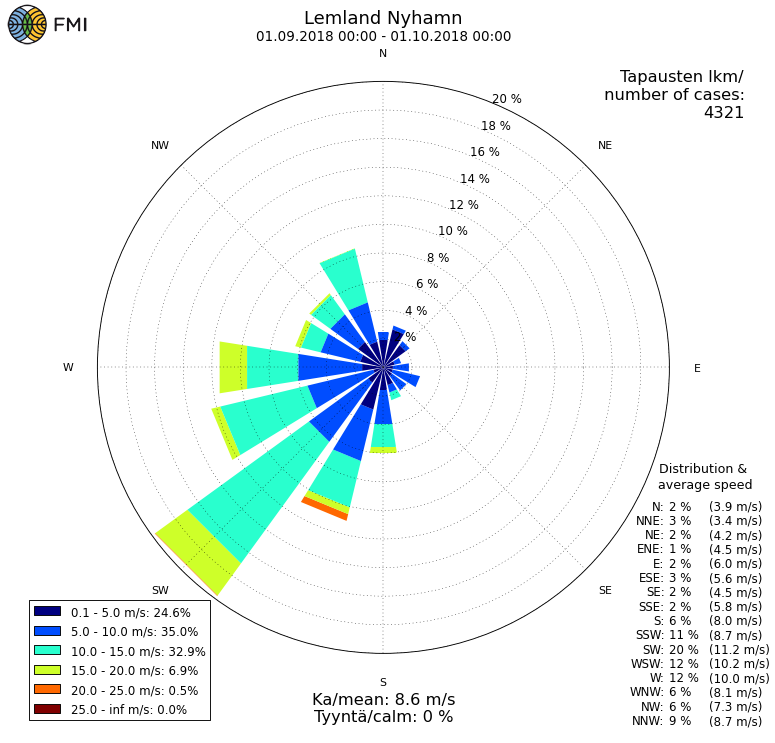 FMI
Lemland Nyhamn
01.09.2018 00:00 - 01.10.2018 00:00
N
Tapausten lkm/
number of cases:
4321
20 %
18 %
16 %
14 %
12 %
10 %
8 %
6 %
4 %
%
NW
NE
W
E
SW
SE
S
Distribution &
average speed
N: 2 % (3.9 m/s)
NNE: 3 % (3.4 m/s)
NE: 2 % (4.2 m/s)
ENE: 1 % (4.5 m/s)
E: 2 % (6.0 m/s)
ESE: 3 % (5.6 m/s)
SE: 2 % (4.5 m/s)
SSE: 2 % (5.8 m/s)
S: 6 % (8.0 m/s)
SSW: 11 % (8.7 m/s)
SW: 20 % (11.2 m/s)
WSW: 12 % (10.2 m/s)
W: 12 % (10.0 m/s)
WNW: 6 % (8.1 m/s)
NW: 6 % (7.3 m/s)
NNW: 9 % (8.7 m/s)
0.1 - 5.0 m/s: 24.6%
5.0 - 10.0 m/s: 35.0%
10.0 - 15.0 m/s: 32.9%
15.0 - 20.0 m/s: 6.9%
20.0 - 25.0 m/s: 0.5%
25.0 - inf m/s: 0.0%
Ka/mean: 8.6 m/s
Tyyntä/calm: 0 %